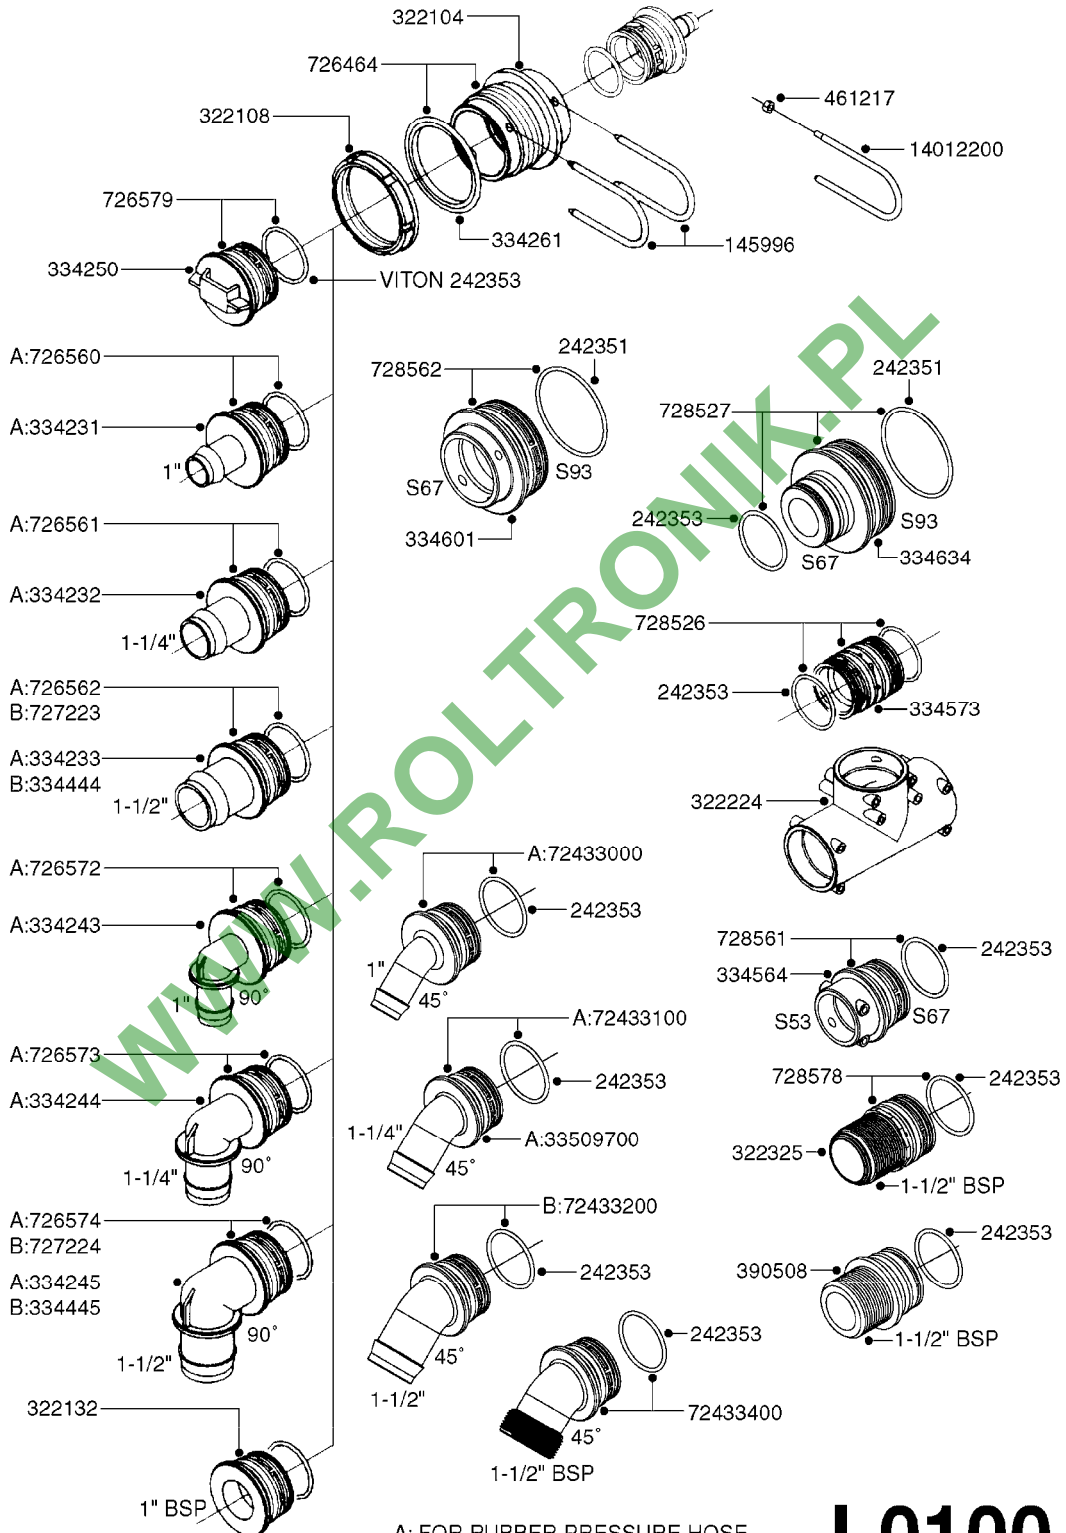 322104
726464
322108
461217
14012200
726579
334261
145996
334250
VITON 242353
A:726560
728562
242351
242351
728527
A:334231
1"
S67
S93
S93
242353
334601
S67
334634
A:726561
A:334232
1-1/4"
728526
A:726562
B:727223
242353
334573
A:334233
B:334444
1-1/2"
322224
A:726572
A:72433000
A:334243
242353
728561
242353
334564
1"
1"
90°
45°
S53
S67
A:72433100
A:726573
242353
728578
242353
A:334244
1-1/4"
A:33509700
322325
1-1/4"
90°
45°
1-1/2" BSP
A:726574
B:727224
B:72433200
242353
242353
390508
A:334245
B:334445
90°
45°
242353
1-1/2" BSP
1-1/2"
1-1/2"
322132
72433400
45°
1-1/2" BSP
1" BSP
A: FOR RUBBER PRESSURE HOSE
L0100
WWW.ROLTRONIK.PL